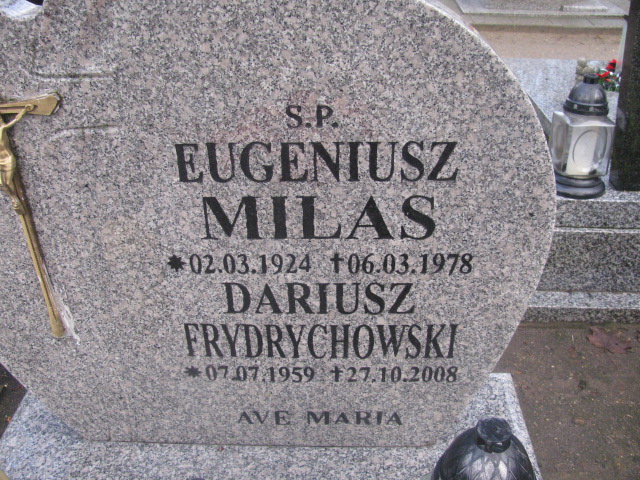 S.P.
EUGENIUSZ
MILAS
*02.03.1924 †06.03.1978
DARIUSZ
FRYDRYCHOWSKI
*07.07.1959 †27.10.2008
AVE MARIA